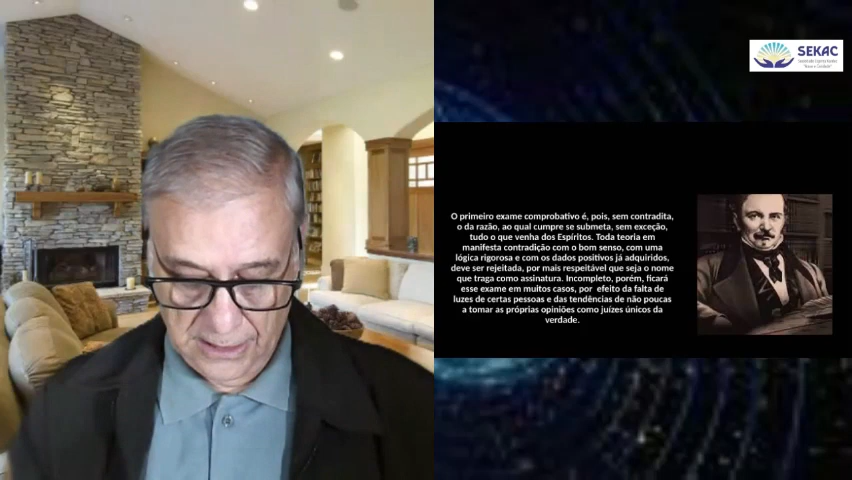 SEKAC
O primeiro exame comprobativo é, pois, sem contradita,
o da razão, ao qual cumpre se submeta, sem exceção,
tudo o que venha dos Espíritos. Toda teoria em
manifesta contradição com o bom senso, com uma
lógica rigorosa e com os dados positivos já adquiridos,
deve ser rejeitada, por mais respeitável que seja o nome
que traga como assinatura. Incompleto, porém, ficará
esse exame em muitos casos, por efeito da falta de
luzes de certas pessoas e das tendências de não poucas
a tomar as próprias opiniões como juízes únicos da
verdade.